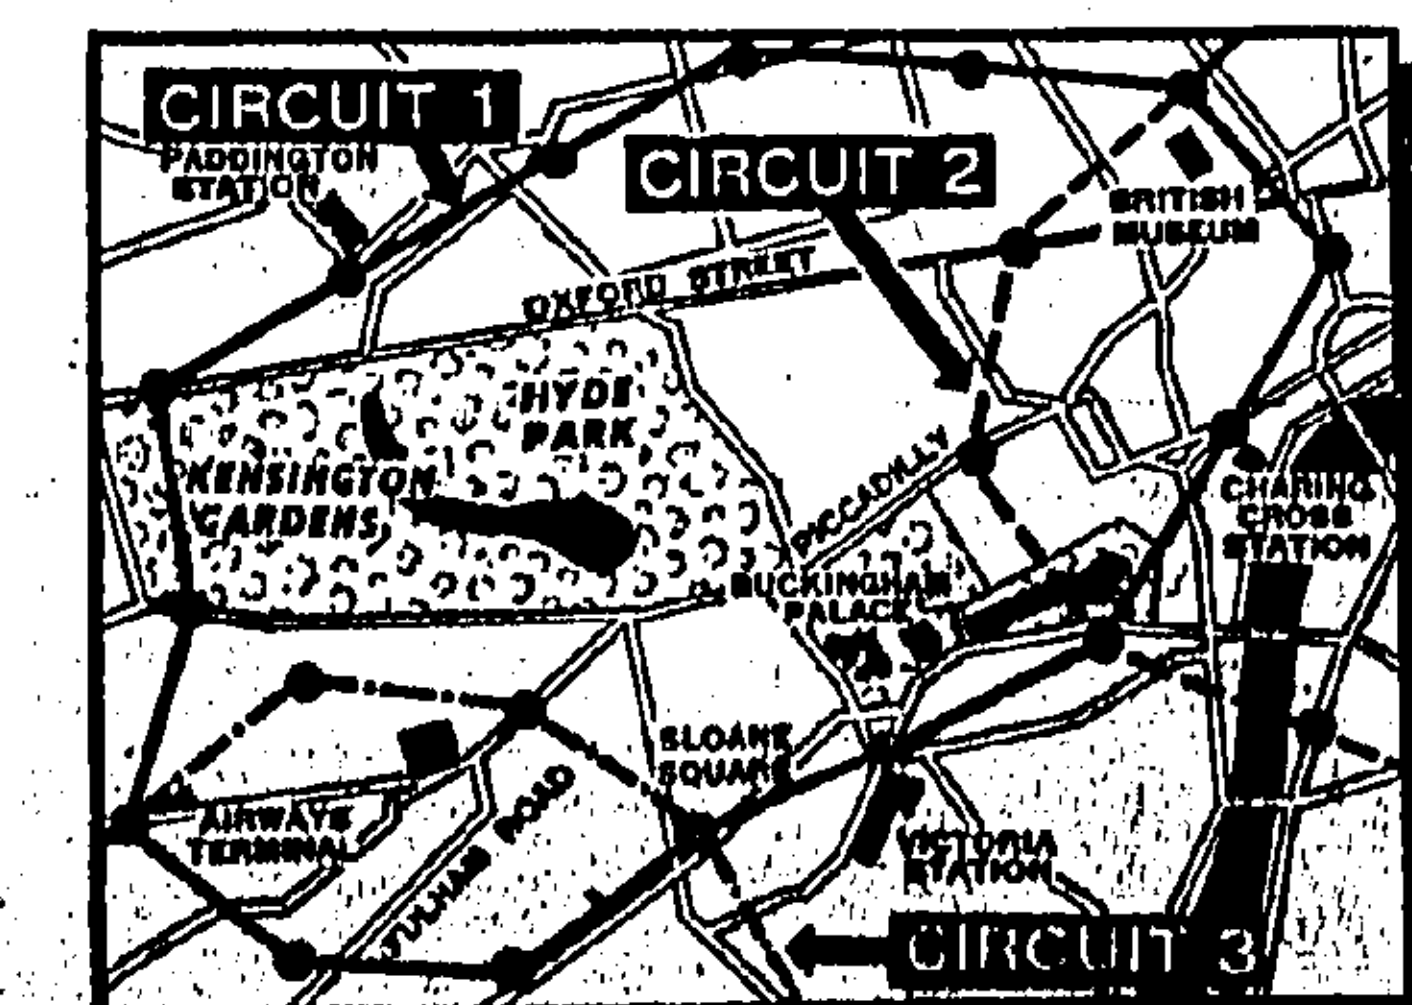 CIRCUIT 1
PADDINGTON
STATION
CIRCUIT 2
BRITISH
MUSEUM
OXFORD STREET
HYDE
PARK
KENSINGTON
GARDENS
PICCADILLY
CHARING
CROSS
STATION
BUCKINGHAM
PALACE
SLOANE
SQUARE
AIRWAYS
TERMINAL
FULHAM ROAD
VICTORIA
STATION
CIRCUIT 3